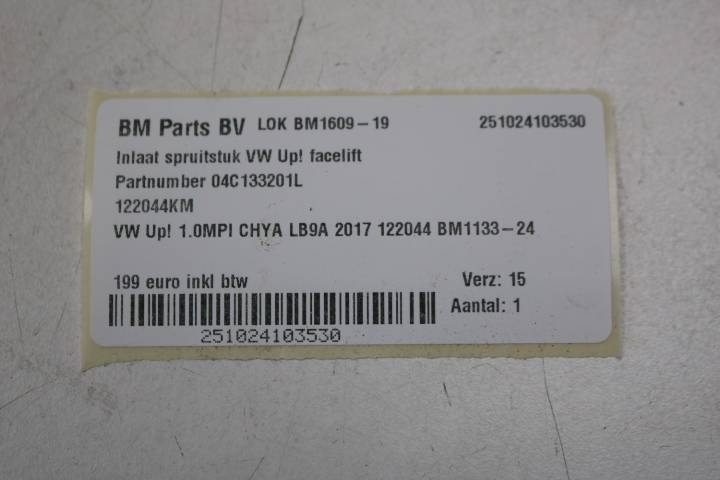 BM Parts BV LOK BM1609-19 251024103530
Inlaat spruitstuk VW Up! facelift
Partnumber 04C133201L
122044KM
VW Up! 1.0MPI CHYA LB9A 2017 122044 BM1133-24
199 euro inkl btw Verz: 15
Aantal: 1
251024103530